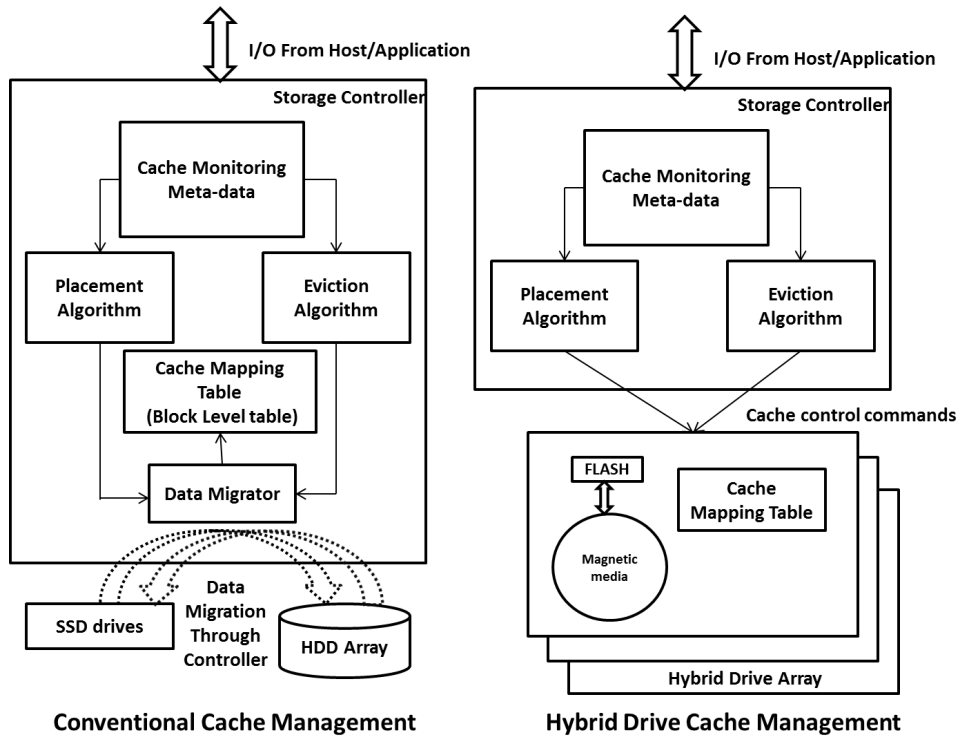 I/O From Host/Application
Storage Controller
Cache Monitoring
Meta-data
Placement
Algorithm
Eviction
Algorithm
Cache Mapping
Table
(Block Level table)
Data Migrator
SSD drives
Data
Migration
Through
Controller
HDD Array
Conventional Cache Management
I/O From Host/Application
Storage Controller
Cache Monitoring
Meta-data
Placement
Algorithm
Eviction
Algorithm
Cache control commands
FLASH
Cache
Mapping Table
Magnetic
media
Hybrid Drive Array
Hybrid Drive Cache Management